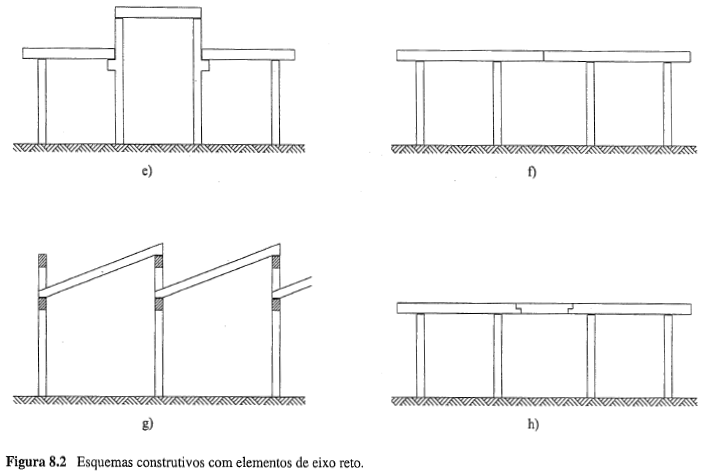 e)
f)
g)
h)
Figura 8.2 Esquemas construtivos com elementos de eixo reto.